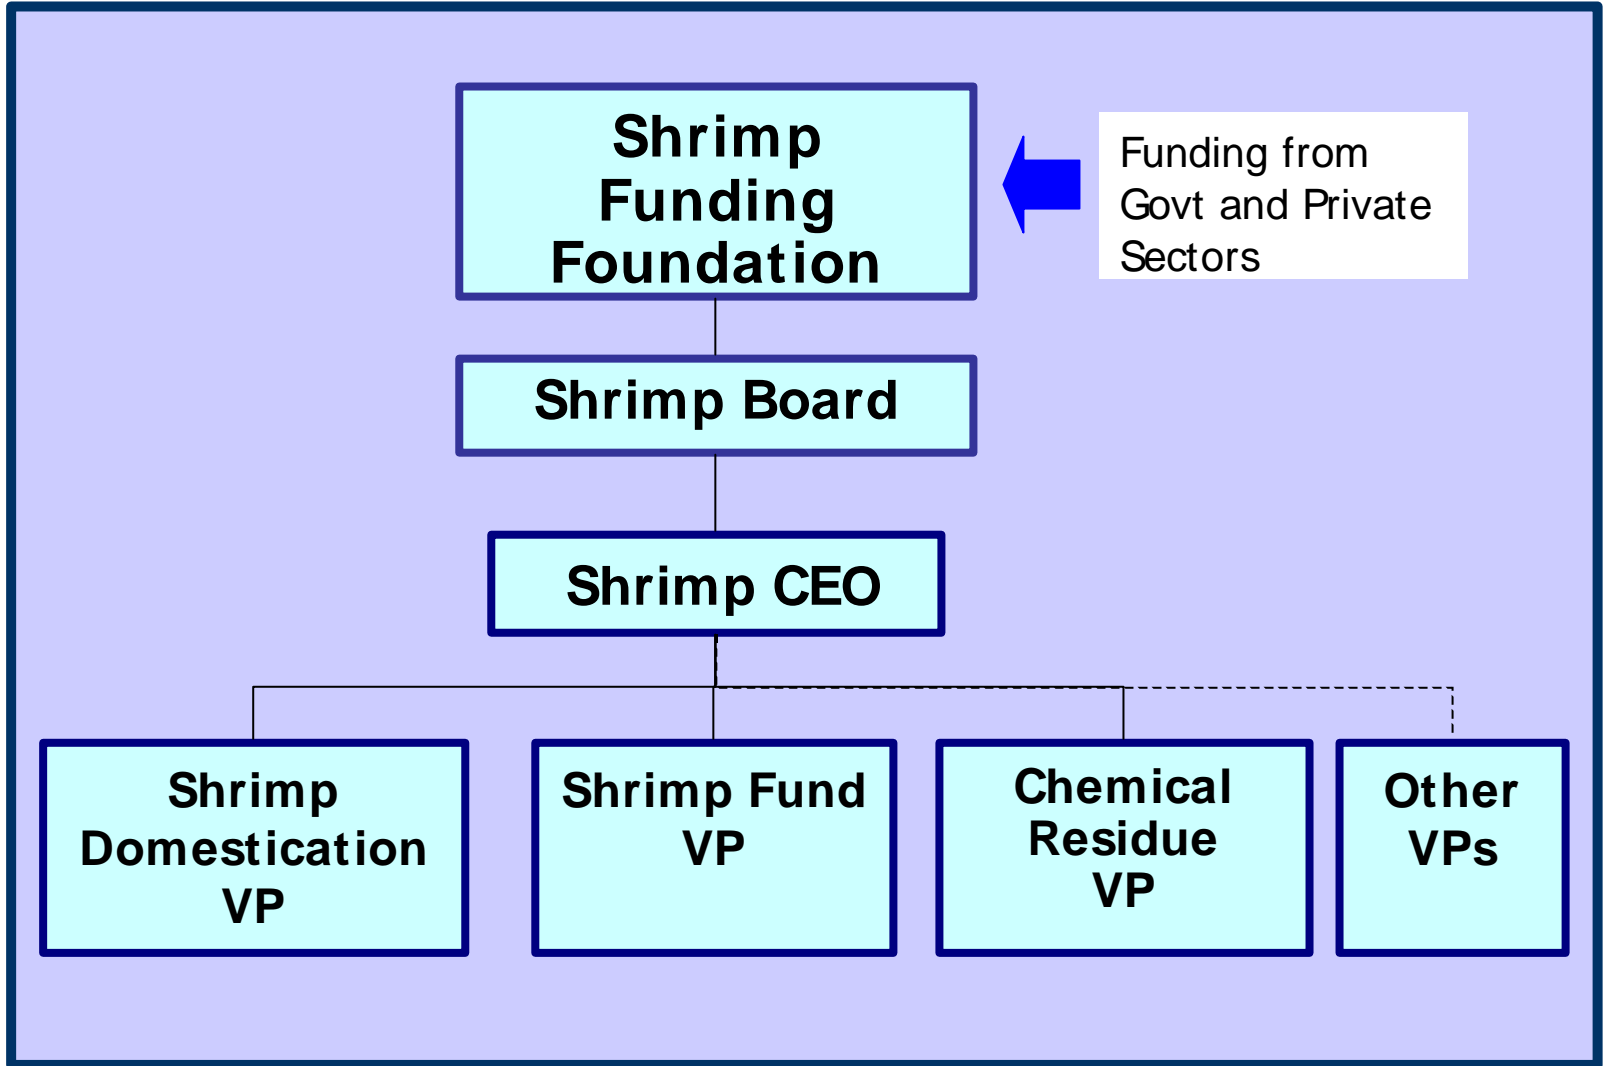 Shrimp
Funding
Foundation
Funding from
Govt and Private
Sectors
Shrimp Board
Shrimp CEO
Shrimp
Domestication
VP
Shrimp Fund
VP
Chemical
Residue
VP
Other
VPs